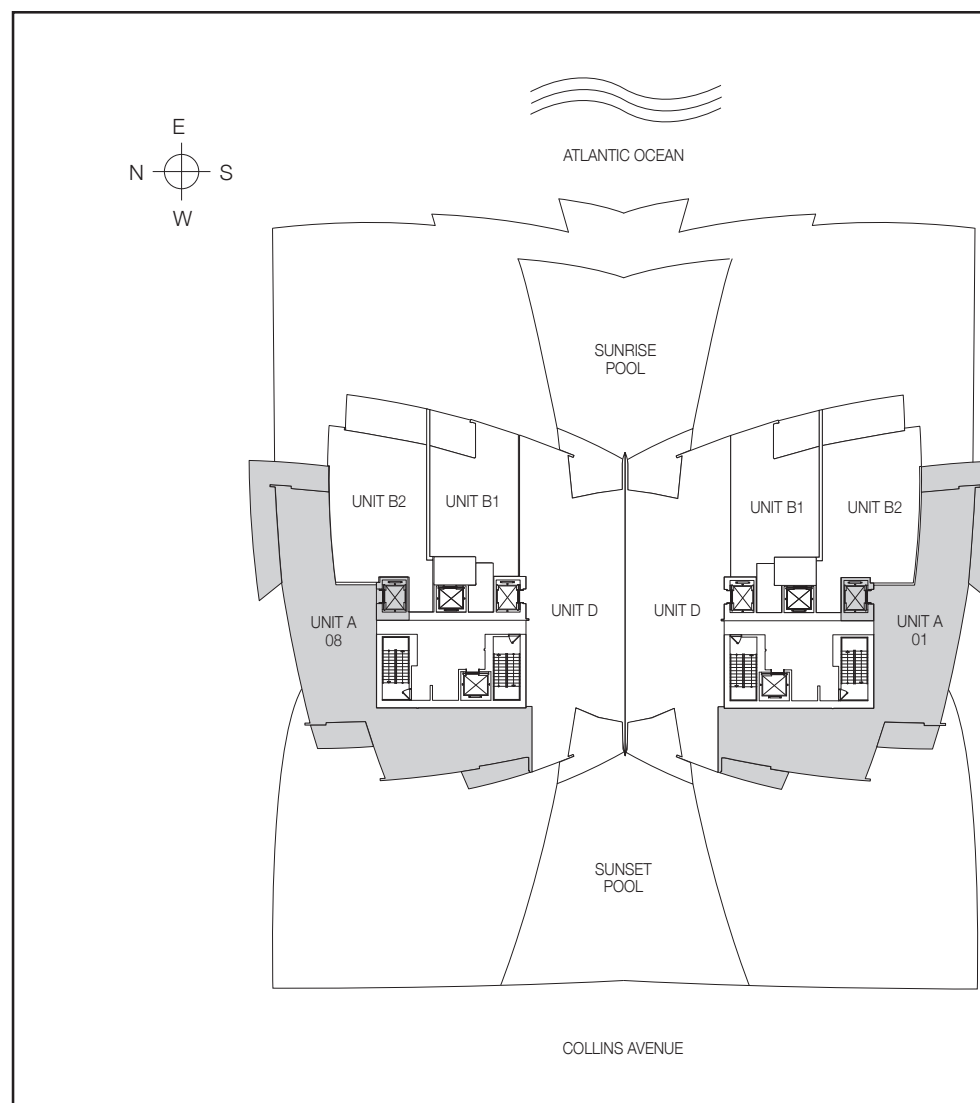 ATLANTIC OCEAN
E
N S
W
SUNRISE
POOL
UNIT B2 UNIT B1 UNIT B1 UNIT B2
UNIT D UNIT D
UNIT A
08
UNIT A
01
SUNSET
POOL
COLLINS AVENUE